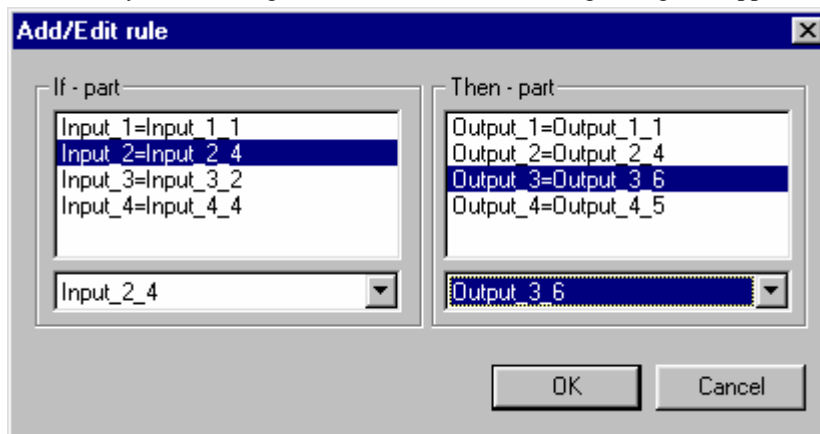 Add/Edit rule
If - part
Input_1=Input_1_1
Input_2=Input_2_4
Input_3=Input_3_2
Input_4=Input_4_4
Input_2_4
Then - part
Output_1=Output_1_1
Output_2=Output_2_4
Output_3=Output_3_6
Output_4=Output_4_5
Output_3_6
OK
Cancel